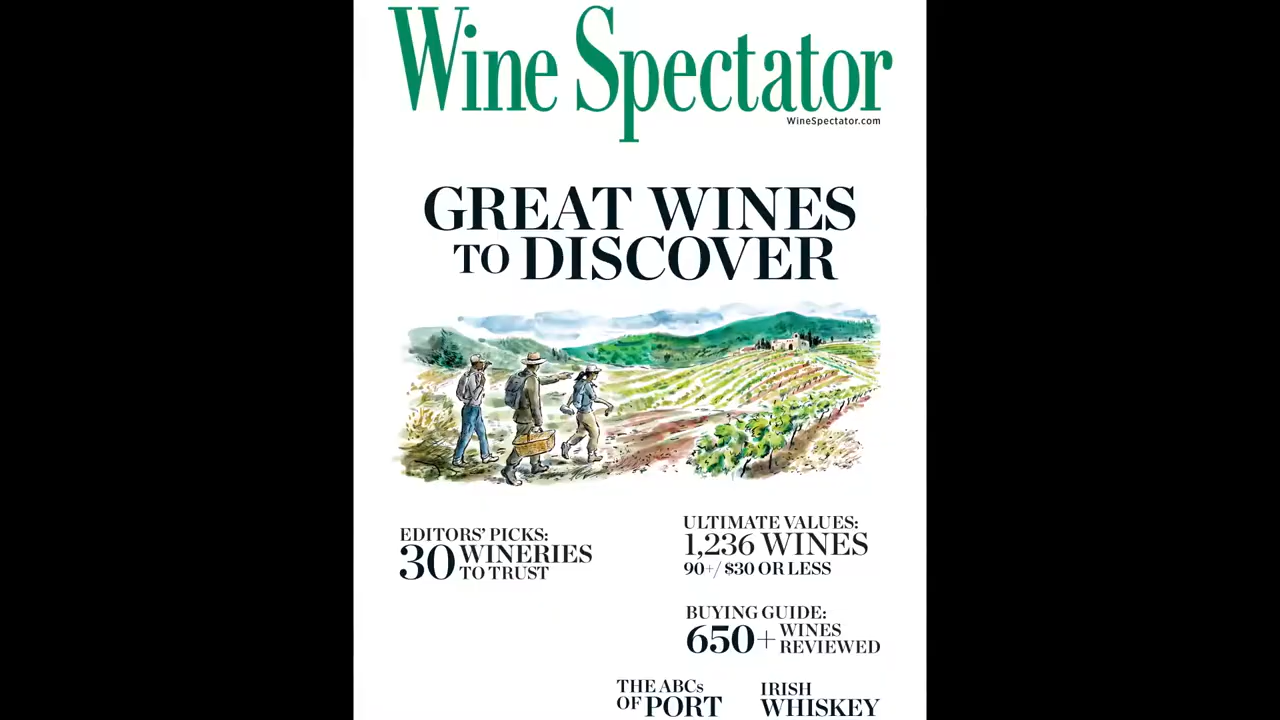 Wine Spectator
WineSpectator.com
GREAT WINES
TO DISCOVER
EDITORS' PICKS:
30 WINERIES
TO TRUST
ULTIMATE VALUES:
1,236 WINES
90+/ $30 OR LESS
BUYING GUIDE:
650+ WINES
REVIEWED
THE ABCs
OF PORT
IRISH
WHISKEY